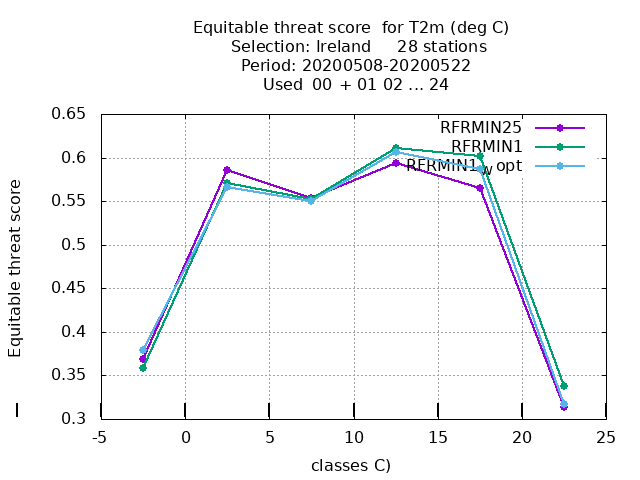 Equitable threat score  for T2m (deg C)
Selection: Ireland     28 stations
Period: 20200508-20200522
Used  00 + 01 02 ... 24
RFRMIN25
RFRMIN1
RFRMIN1_w opt
0.65
0.6
0.55
0.5
0.45
0.4
0.35
0.3
-5
0
5
10
15
20
25
Equitable threat score
classes C)